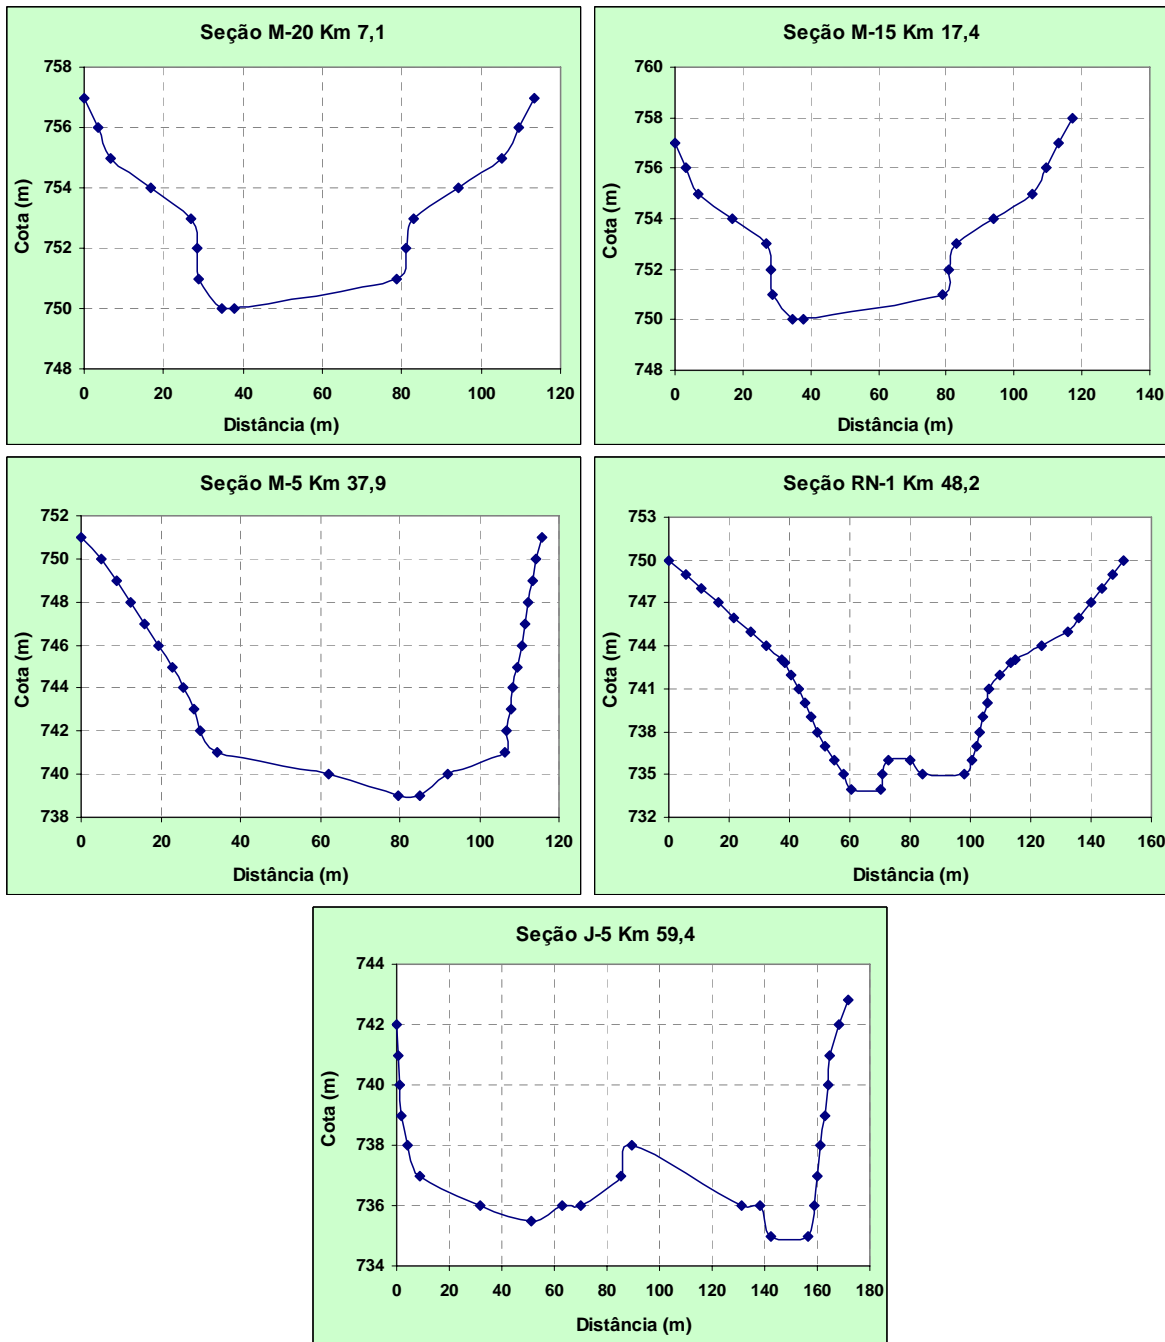 Seção M-20 Km 7,1
758
756
754
752
750
748
Cota (m)
0 20 40 60 80 100 120
Distância (m)
Seção M-15 Km 17,4
760
758
756
754
752
750
748
Cota (m)
0 20 40 60 80 100 120 140
Distância (m)
Seção M-5 Km 37,9
752
750
748
746
744
742
740
738
Cota (m)
0 20 40 60 80 100 120
Distância (m)
Seção RN-1 Km 48,2
753
750
747
744
741
738
735
732
Cota (m)
0 20 40 60 80 100 120 140 160
Distância (m)
Seção J-5 Km 59,4
744
742
740
738
736
734
Cota (m)
0 20 40 60 80 100 120 140 160 180
Distância (m)